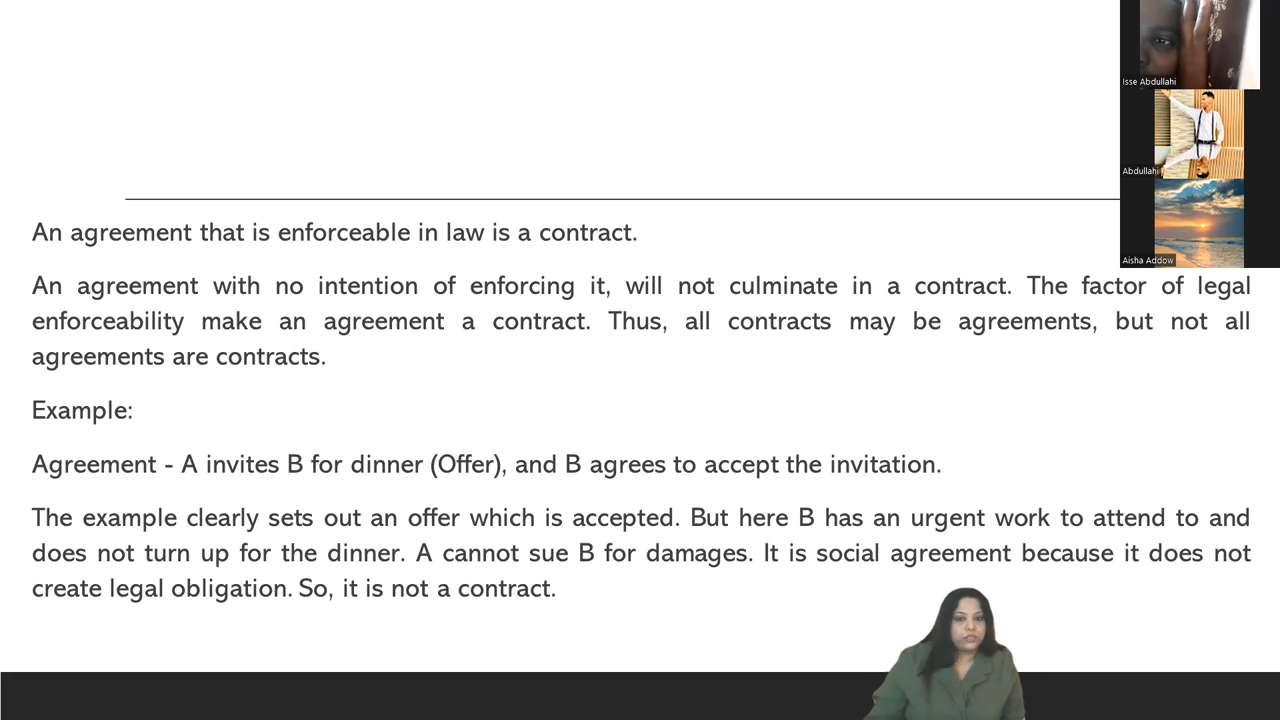 Isse Abdullahi
Abdullahi
Aisha Addow
An agreement that is enforceable in law is a contract.
An agreement with no intention of enforcing it, will not culminate in a contract. The factor of legal
enforceability make an agreement a contract. Thus, all contracts may be agreements, but not all
agreements are contracts.
Example:
Agreement - A invites B for dinner (Offer), and B agrees to accept the invitation.
The example clearly sets out an offer which is accepted. But here B has an urgent work to attend to and
does not turn up for the dinner. A cannot sue B for damages. It is social agreement because it does not
create legal obligation. So, it is not a contract.